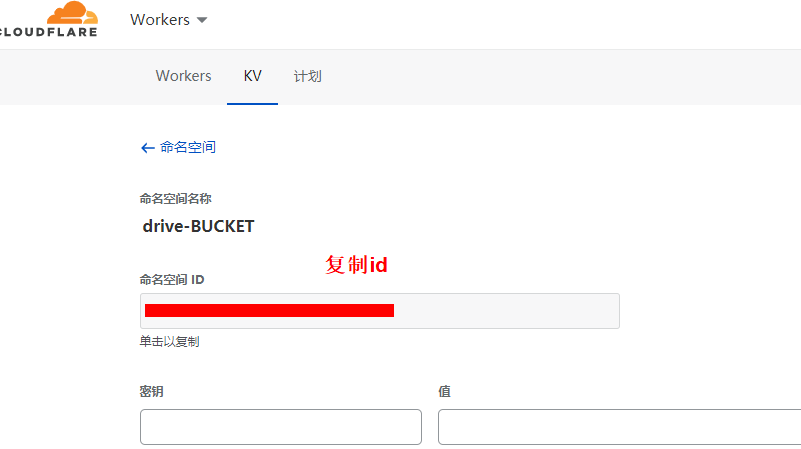 CLOUDFLARE
Workers
Workers KV 计划
← 命名空间
命名空间名称
drive-BUCKET
复制id
命名空间 ID
单击以复制
密钥 值